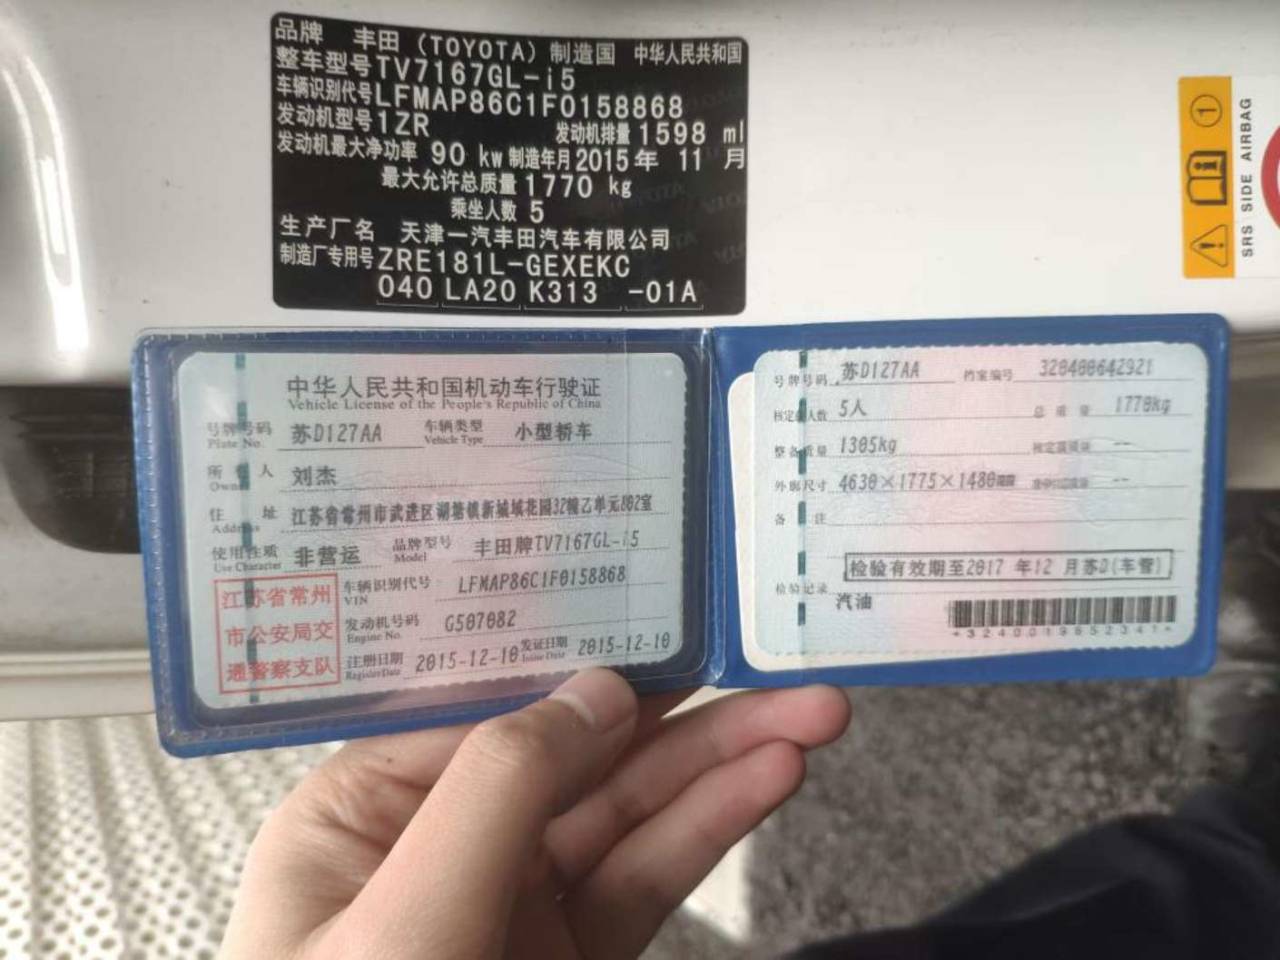 品牌 丰田（TOYOTA）制造国 中华人民共和国
整车型号TV7167GL-i5
车辆识别代号LFMAP86C1F0158868
发动机型号1ZR 发动机排量1598 ml
发动机最大净功率 90 kw制造年月2015年 11 月
最大允许总质量1770 kg
乘坐人数 5
生产厂名 天津一汽丰田汽车有限公司
制造厂专用号ZRE181L-GEXEKC
040 LA20 K313 -01A
SRS SIDE AIRBAG
中华人民共和国机动车行驶证
Vehicle License of the People's Republic of China
号牌号码 苏D127AA 车辆类型 小型轿车
Plate No. Vehicle Type
所有人 刘杰
Owner
住址 江苏省常州市武进区湖塘镇新城域花园32幢乙单元802室
Address
使用性质 非营运 品牌型号 丰田牌TV7167GL-i5
Use Character Model
江苏省常州
市公安局交
通警察支队
车辆识别代号 LFMAP86C1F0158868
VIN
发动机号码 G507082
Engine No.
注册日期 2015-12-10 发证日期 2015-12-10
Register Date Issue Date
号牌号码 苏D127AA 档案编号 320400642921
核定载人数 5人 总质量 1770kg
整备质量 1305kg 核定载质量 --
外廓尺寸 4630×1775×1480mm --
备注
检验有效期至2017 年12 月苏D(车管)
检验记录
汽油
*3240019652341*